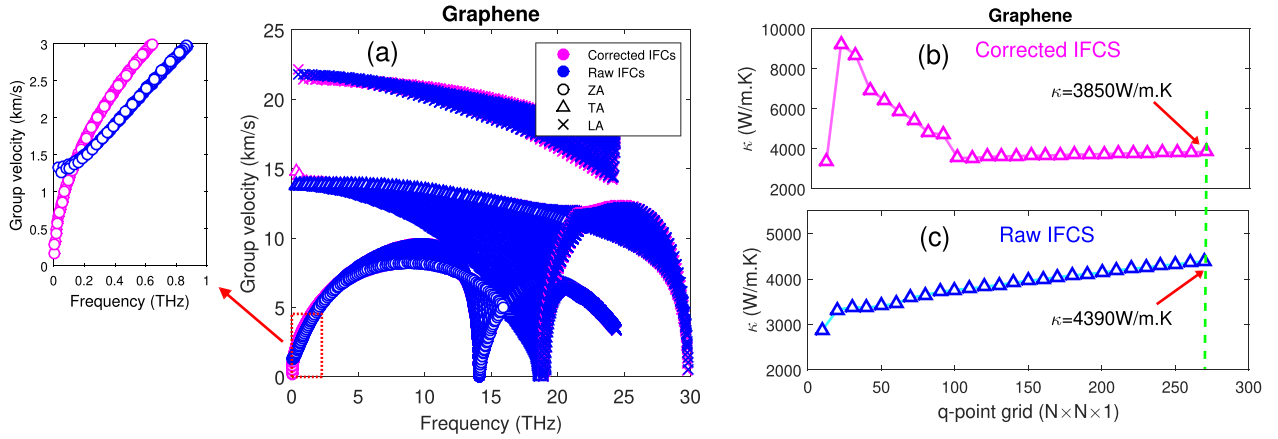 Graphene
Group velocity (km/s)
3
2.5
2
1.5
1
0.5
0
0 0.2 0.4 0.6 0.8 1
Frequency (THz)
(a)
Corrected IFCs
Raw IFCs
ZA
TA
LA
Group velocity (km/s)
25
20
15
10
5
0
0 5 10 15 20 25 30
Frequency (THz)
Graphene
(b)
Corrected IFCS
κ=3850W/m.K
κ (W/m.K)
10000
8000
6000
4000
2000
(c)
Raw IFCS
κ=4390W/m.K
κ (W/m.K)
5000
4000
3000
2000
0 50 100 150 200 250 300
q-point grid (N×N×1)